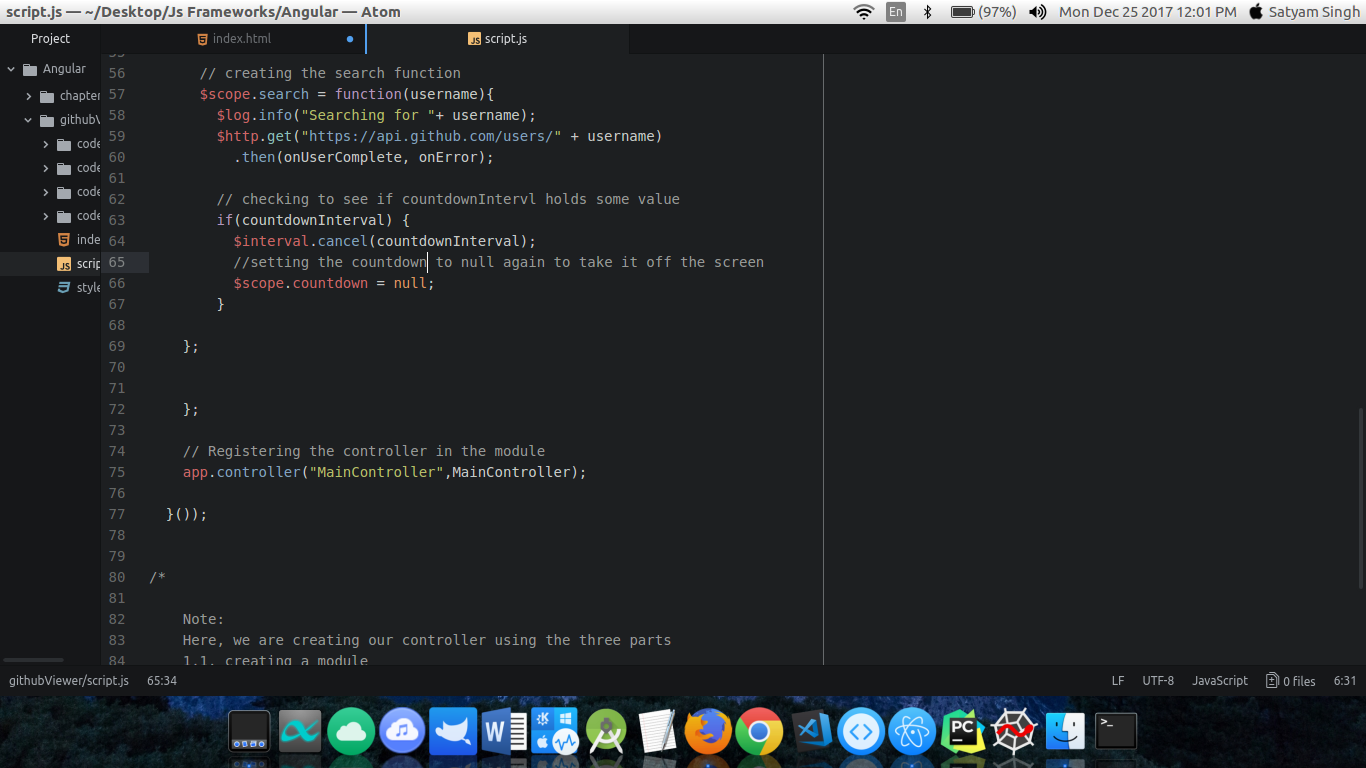 script.js — ~/Desktop/Js Frameworks/Angular — Atom
En
(97%)
Mon Dec 25 2017 12:01 PM
Satyam Singh
Project
index.html
script.js
Angular
chapter
githubV
code
code
code
code
inde
scrip
style
56 // creating the search function
57 $scope.search = function(username){
58 $log.info("Searching for "+ username);
59 $http.get("https://api.github.com/users/" + username)
60 .then(onUserComplete, onError);
61
62 // checking to see if countdownIntervl holds some value
63 if(countdownInterval) {
64 $interval.cancel(countdownInterval);
65 //setting the countdown to null again to take it off the screen
66 $scope.countdown = null;
67 }
68
69 };
70
71
72 };
73
74 // Registering the controller in the module
75 app.controller("MainController",MainController);
76
77 }());
78
79
80 /*
81
82 Note:
83 Here, we are creating our controller using the three parts
84 1.1. creating a module
githubViewer/script.js 65:34
LF UTF-8 JavaScript 0 files 6:31
W
PC
>_